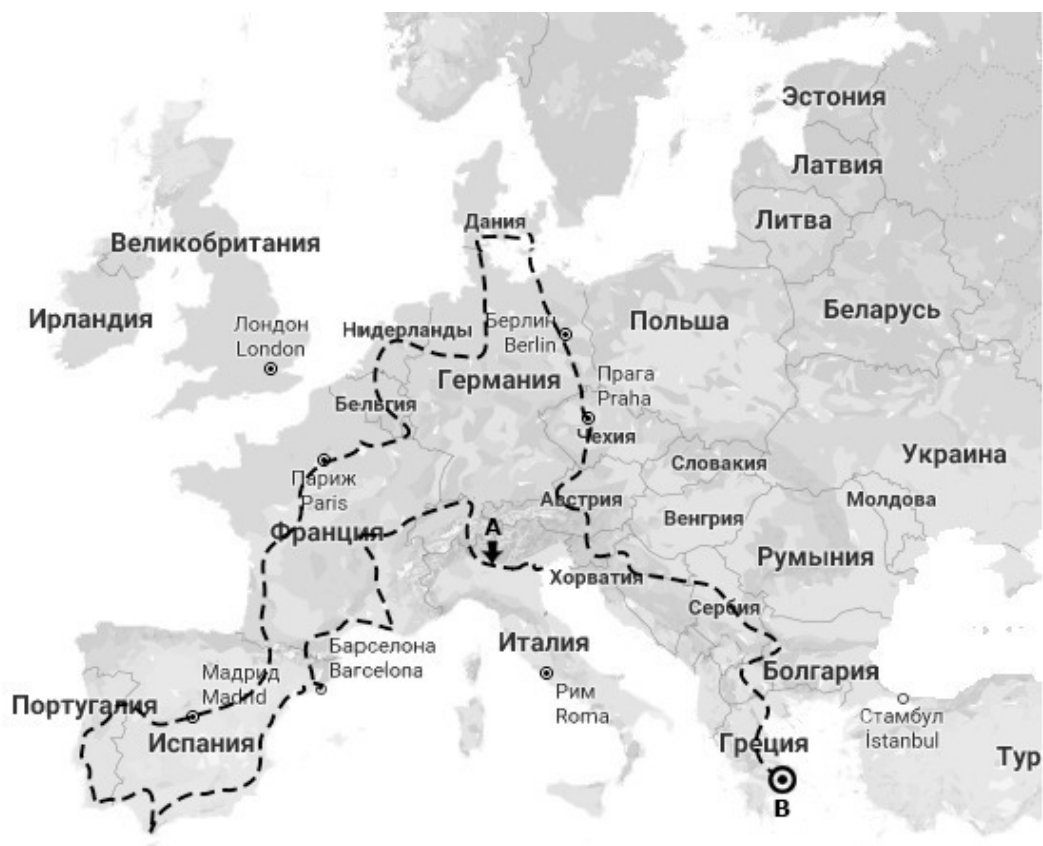 Эстония
Латвия
Литва
Дания
Великобритания
Беларусь
Ирландия
Лондон
London
Нидерланды
Берлин
Berlin
Польша
Германия
Прага
Praha
Бельгия
Чехия
Украина
Словакия
Париж
Paris
Австрия
Молдова
Венгрия
Франция
A
Румыния
Хорватия
Сербия
Италия
Барселона
Barcelona
Мадрид
Madrid
Болгария
Рим
Roma
Португалия
Испания
Стамбул
İstanbul
Греция
Тур
B